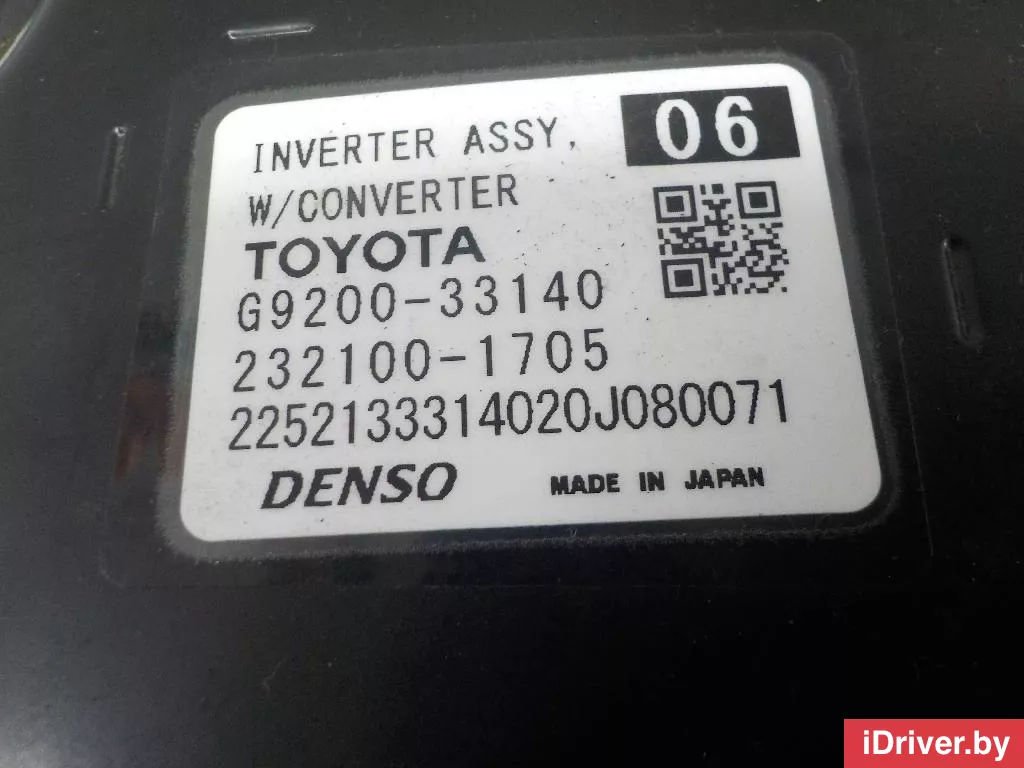 INVERTER ASSY, 06
W/CONVERTER
TOYOTA
G9200-33140
232100-1705
2252133314020J080071
DENSO MADE IN JAPAN
iDriver.by